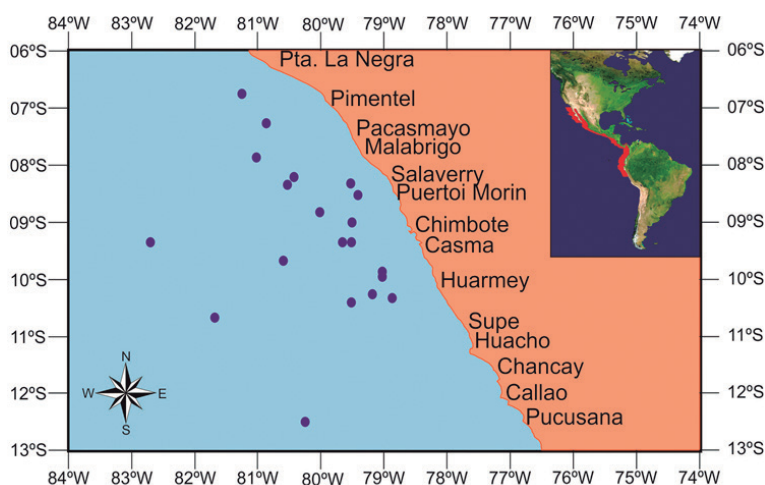 84ºW 83ºW 82ºW 81ºW 80ºW 79ºW 78ºW 77ºW 76ºW 75ºW 74ºW
06ºS 06ºS
Pta. La Negra
07ºS Pimentel 07ºS
Pacasmayo
Malabrigo
08ºS Salaverry 08ºS
Puertoi Morin
09ºS Chimbote 09ºS
Casma
10ºS Huarmey 10ºS
Supe
11ºS Huacho 11ºS
Chancay
12ºS Callao 12ºS
Pucusana
N
W E
S
13ºS 13ºS
84ºW 83ºW 82ºW 81ºW 80ºW 79ºW 78ºW 77ºW 76ºW 75ºW 74ºW